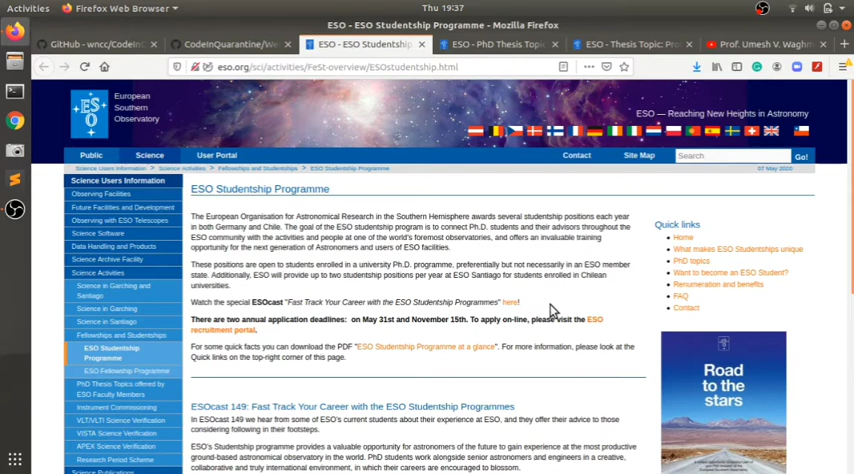 Activities Firefox Web Browser Thu 19:37
ESO - ESO Studentship Programme - Mozilla Firefox
GitHub - wncc/CodeInQ CodeInQuarantine/We ESO - ESO Studentship ESO - PhD Thesis Topic ESO - Thesis Topic: Pro Prof. Umesh V. Waghm
eso.org/sci/activities/FeSt-overview/ESOstudentship.html
European
Southern
Observatory
ESO — Reaching New Heights in Astronomy
Public Science User Portal Contact Site Map Search Go!
Science Users Information > Science Activities > Fellowships and Studentships > ESO Studentship Programme 07 May 2020
Science Users Information
Observing Facilities
Future Facilities and Development
Observing with ESO Telescopes
Science Software
Data Handling and Products
Science Archive Facility
Science Activities
Science in Garching and
Santiago
Science in Garching
Science in Santiago
Fellowships and Studentships
ESO Studentship
Programme
ESO Fellowship Programme
PhD Thesis Topics offered by
ESO Faculty Members
Instrument Commissioning
VLT/VLTI Science Verification
VISTA Science Verification
APEX Science Verification
Research Period Scheme
Science Publications
ESO Studentship Programme
The European Organisation for Astronomical Research in the Southern Hemisphere awards several studentship positions each year
in both Germany and Chile. The goal of the ESO studentship program is to connect Ph.D. students and their advisors throughout the
ESO community with the activities and people at one of the world's foremost observatories, and offers an invaluable training
opportunity for the next generation of Astronomers and users of ESO facilities.
These positions are open to students enrolled in a university Ph.D. programme, preferentially but not necessarily in an ESO member
state. Additionally, ESO will provide up to two studentship positions per year at ESO Santiago for students enrolled in Chilean
universities.
Watch the special ESOcast "Fast Track Your Career with the ESO Studentship Programmes" here!
There are two annual application deadlines: on May 31st and November 15th. To apply on-line, please visit the ESO
recruitment portal.
For some quick facts you can download the PDF "ESO Studentship Programme at a glance". For more information, please look at the
Quick links on the top-right corner of this page.
ESOcast 149: Fast Track Your Career with the ESO Studentship Programmes
In ESOcast 149 we hear from some of ESO's current students about their experience at ESO, and they offer their advice to those
considering following in their footsteps.
ESO's Studentship programme provides a valuable opportunity for astronomers of the future to gain experience at the most productive
ground-based astronomical observatory in the world. PhD students work alongside senior astronomers and engineers in a creative,
collaborative and truly international environment, in which their careers are encouraged to blossom.
Quick links
Home
What makes ESO Studentships unique
PhD topics
Want to become an ESO Student?
Renumeration and benefits
FAQ
Contact
Road
to the
stars